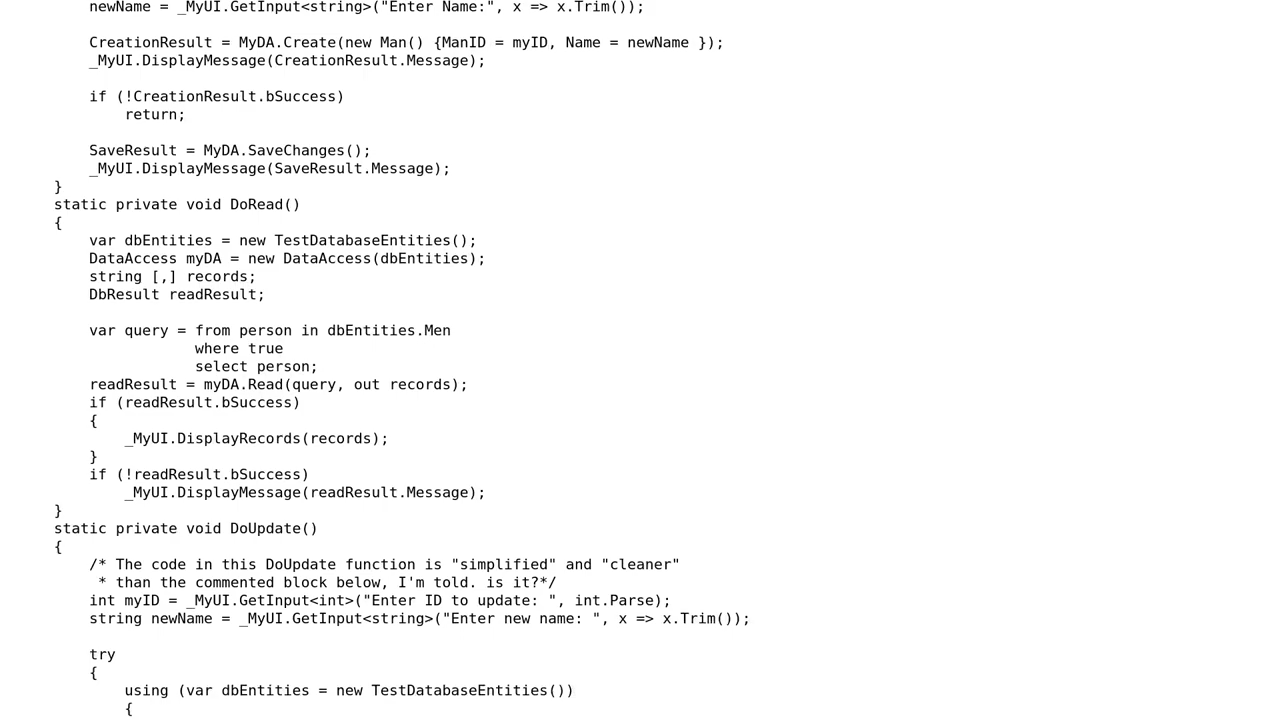 newName = _MyUI.GetInput<string>("Enter Name:", x => x.Trim());
CreationResult = MyDA.Create(new Man() {ManID = myID, Name = newName });
_MyUI.DisplayMessage(CreationResult.Message);
if (!CreationResult.bSuccess)
return;
SaveResult = MyDA.SaveChanges();
_MyUI.DisplayMessage(SaveResult.Message);
}
static private void DoRead()
{
var dbEntities = new TestDatabaseEntities();
DataAccess myDA = new DataAccess(dbEntities);
string [,] records;
DbResult readResult;
var query = from person in dbEntities.Men
where true
select person;
readResult = myDA.Read(query, out records);
if (readResult.bSuccess)
{
_MyUI.DisplayRecords(records);
}
if (!readResult.bSuccess)
_MyUI.DisplayMessage(readResult.Message);
}
static private void DoUpdate()
{
/* The code in this DoUpdate function is "simplified" and "cleaner"
* than the commented block below, I'm told. is it?*/
int myID = _MyUI.GetInput<int>("Enter ID to update: ", int.Parse);
string newName = _MyUI.GetInput<string>("Enter new name: ", x => x.Trim());
try
{
using (var dbEntities = new TestDatabaseEntities())
{